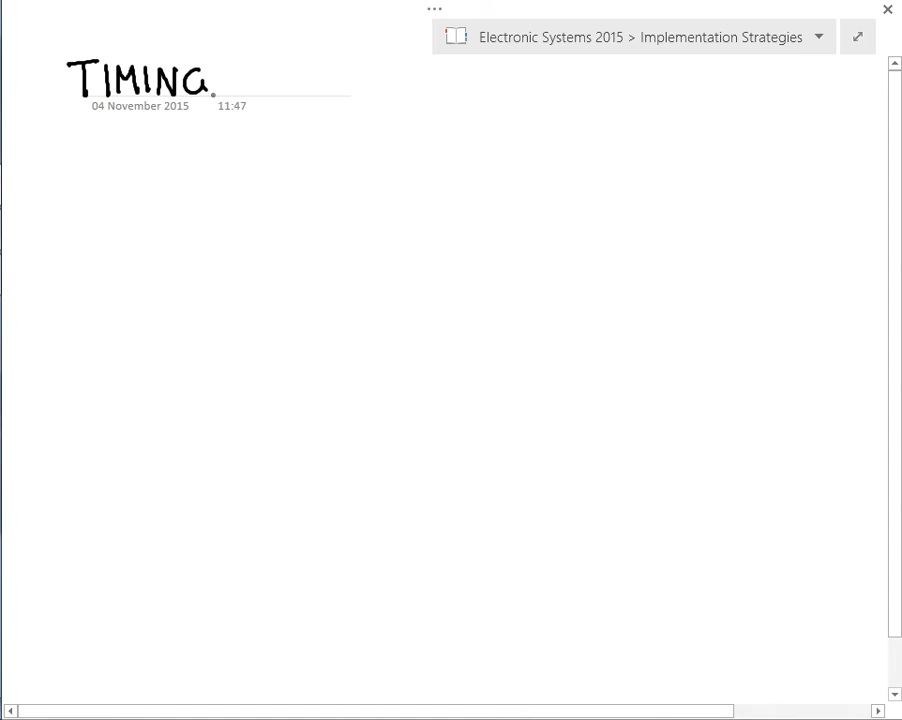 Electronic Systems 2015 > Implementation Strategies
TIMING.
04 November 2015 11:47